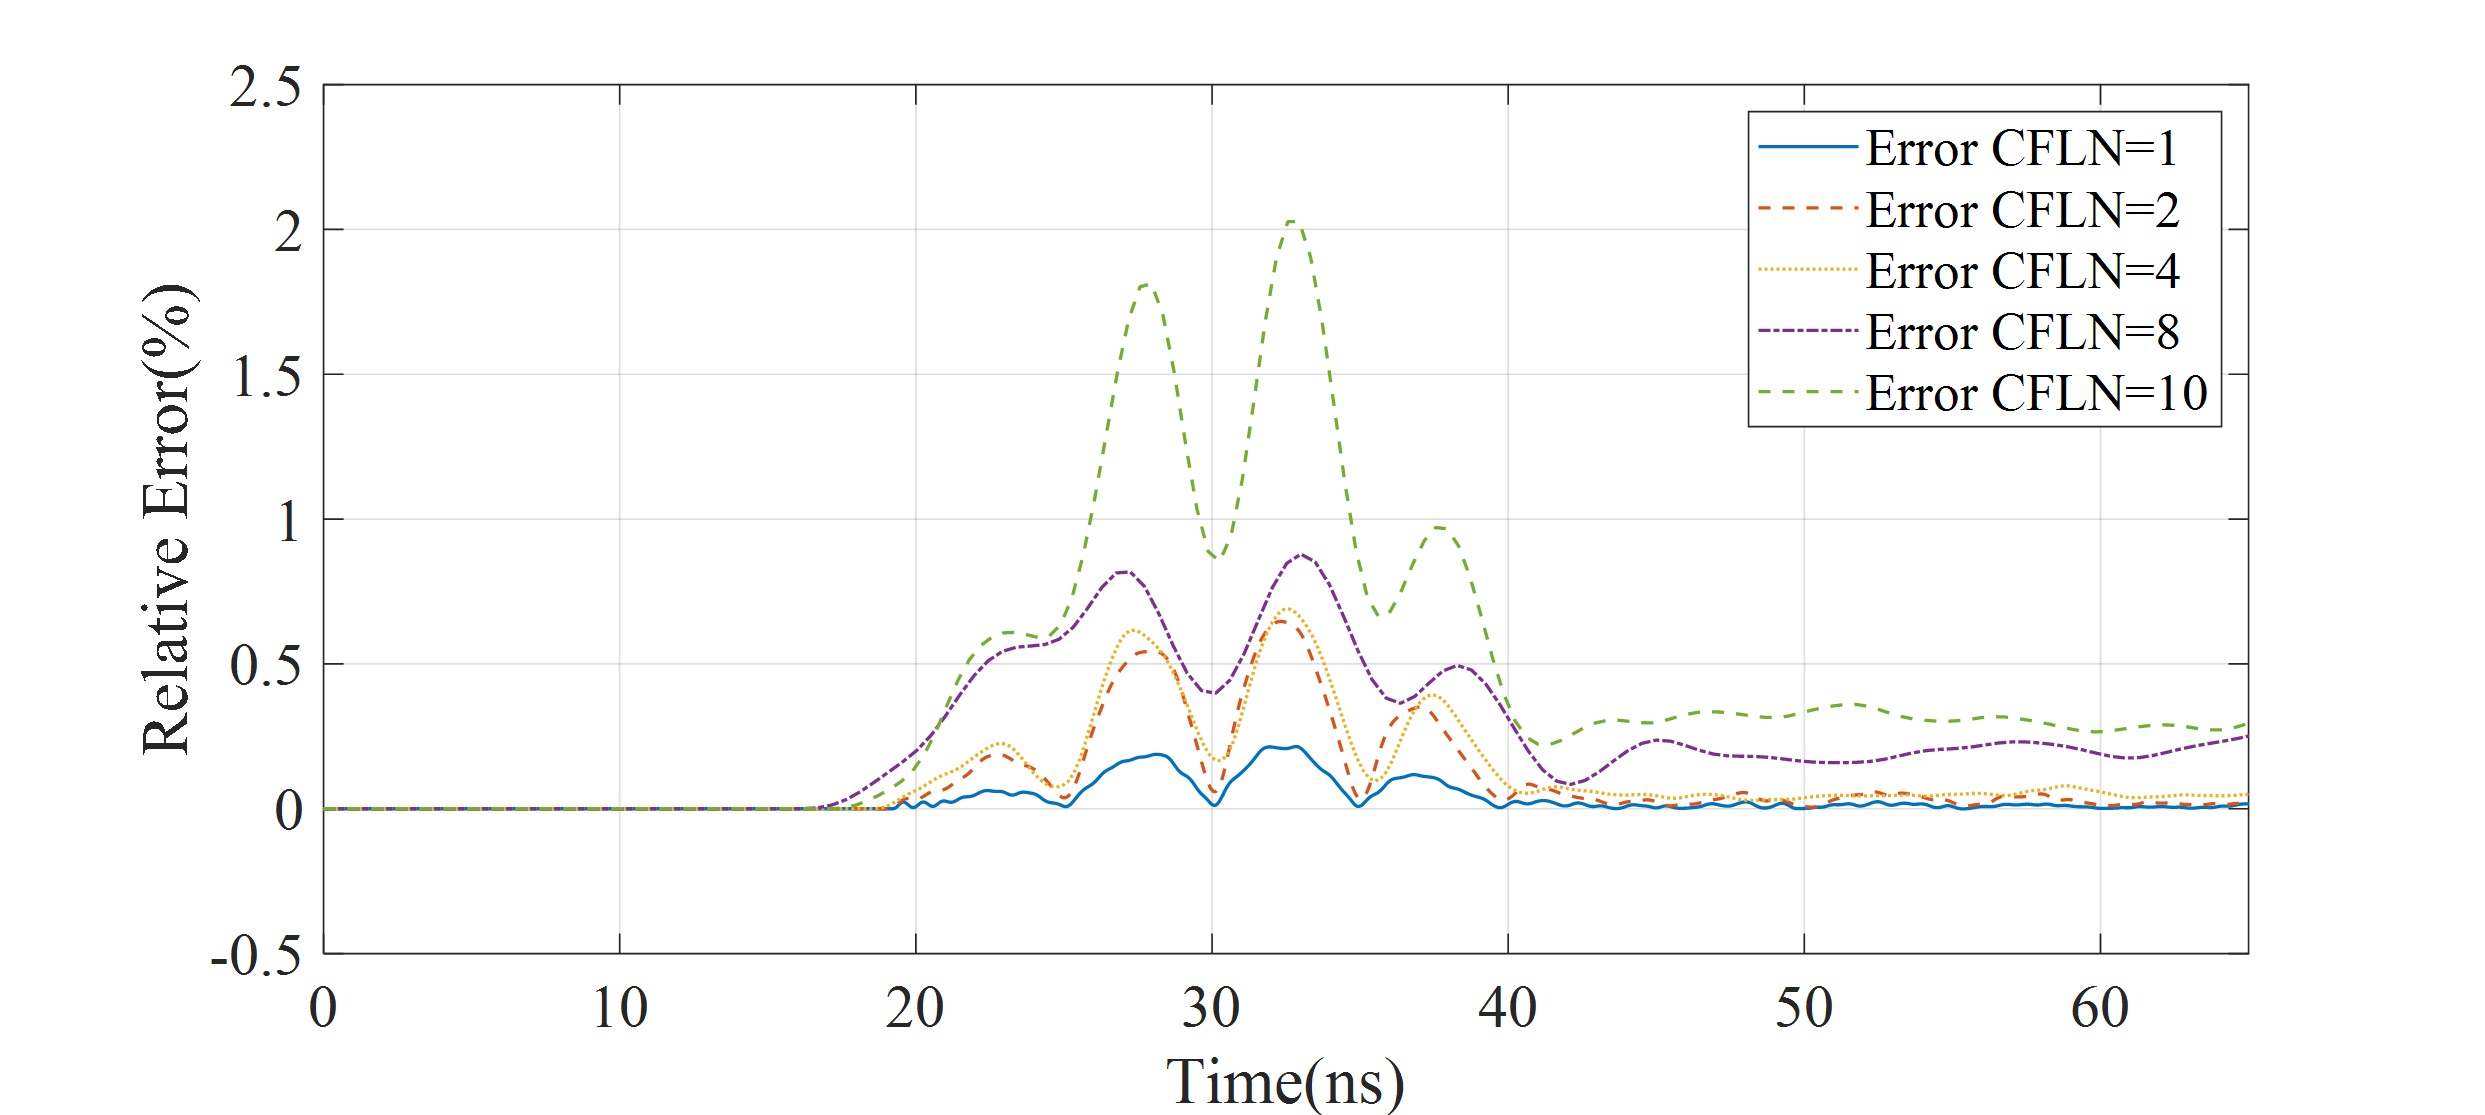 2.5
2
1.5
1
0.5
0
-0.5
Relative Error(%)
0 10 20 30 40 50 60
Time(ns)
Error CFLN=1
Error CFLN=2
Error CFLN=4
Error CFLN=8
Error CFLN=10